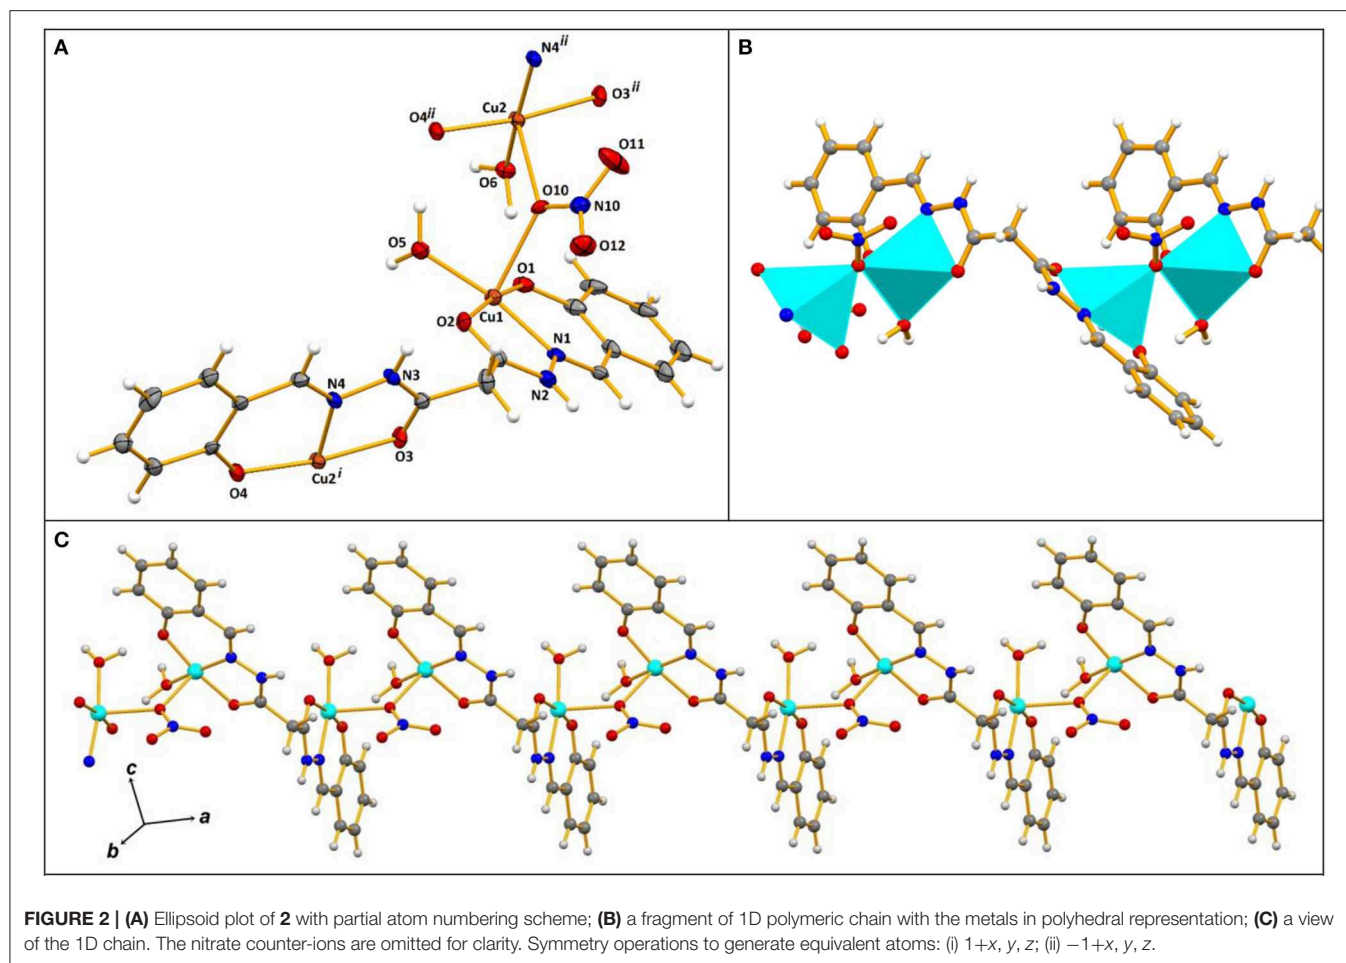 A
N4ii
O3ii
Cu2
O4ii
O11
O6
O10
N10
O5
O12
O1
Cu1
O2
N1
N3
N4
N2
O3
Cu2i
O4
B
C
c
a
b
FIGURE 2 | (A) Ellipsoid plot of 2 with partial atom numbering scheme; (B) a fragment of 1D polymeric chain with the metals in polyhedral representation; (C) a view
of the 1D chain. The nitrate counter-ions are omitted for clarity. Symmetry operations to generate equivalent atoms: (i) 1+x, y, z; (ii) −1+x, y, z.